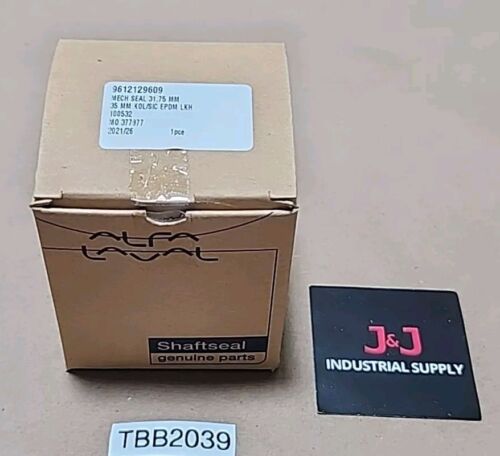 9612129609
MECH SEAL 31,75 MM
35 MM KOL/SIC EPDM LKH
100532
MO 377977
2021/26 1pce
ALFA
LAVAL
Shaftseal
genuine parts
J&J
INDUSTRIAL SUPPLY
TBB2039